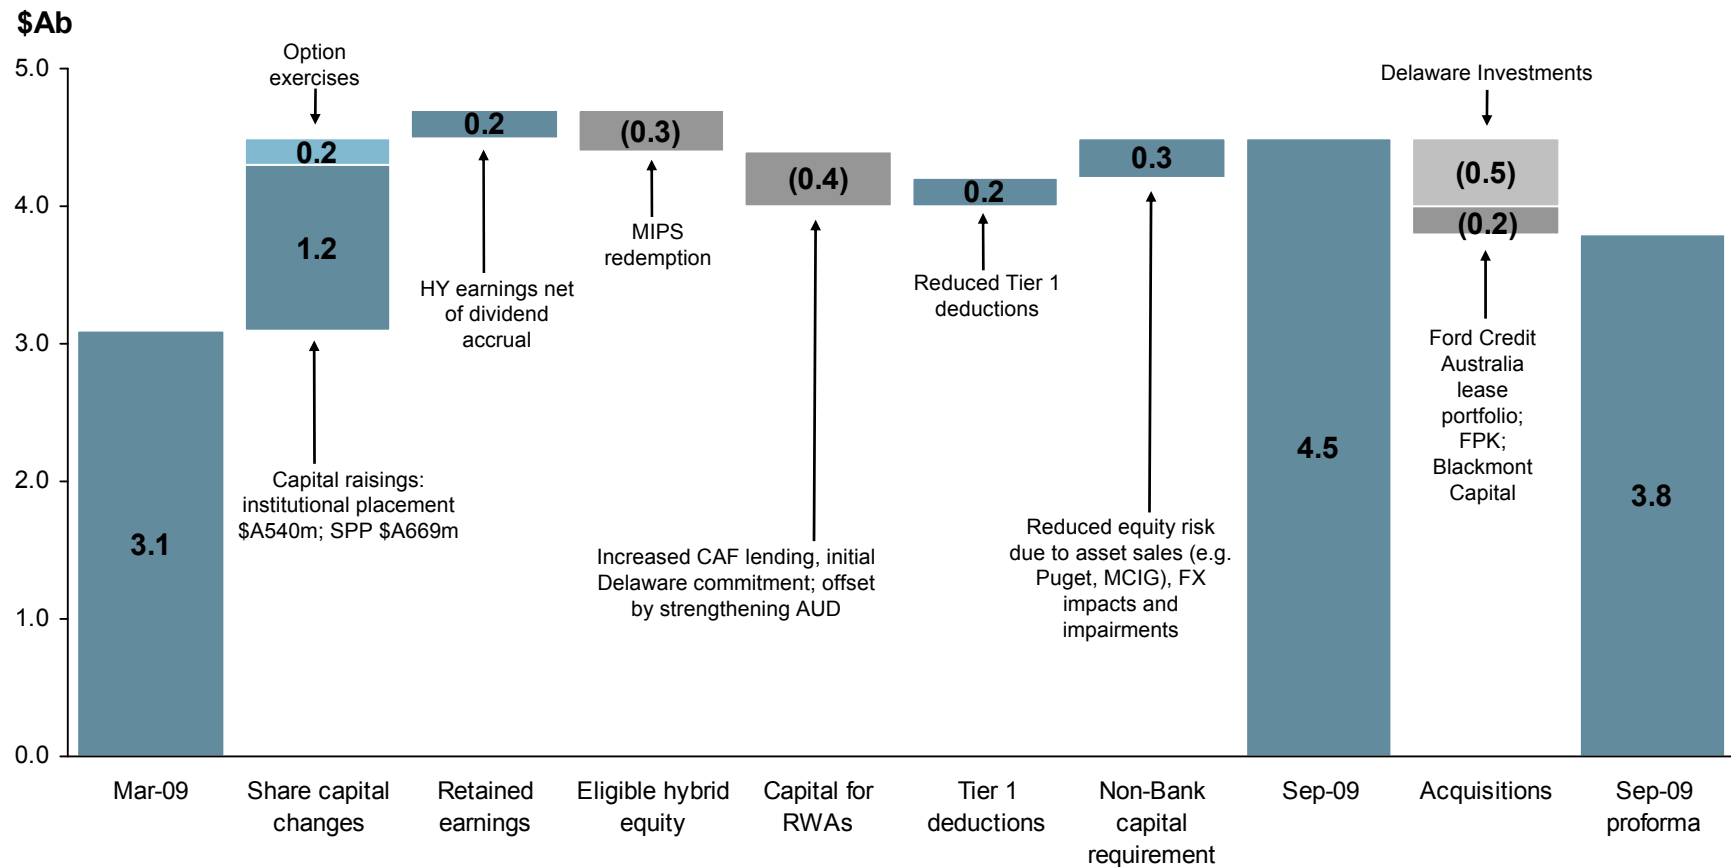 $Ab
5.0
4.0
3.0
2.0
1.0
0.0
Option
exercises
0.2
1.2
Capital raisings:
institutional placement
$A540m; SPP $A669m
3.1
0.2
HY earnings net
of dividend
accrual
(0.3)
MIPS
redemption
(0.4)
Increased CAF lending, initial
Delaware commitment; offset
by strengthening AUD
0.2
Reduced Tier 1
deductions
0.3
Reduced equity risk
due to asset sales (e.g.
Puget, MCIG), FX
impacts and
impairments
4.5
Delaware Investments
(0.5)
(0.2)
Ford Credit
Australia
lease
portfolio;
FPK;
Blackmont
Capital
3.8
Mar-09
Share capital
changes
Retained
earnings
Eligible hybrid
equity
Capital for
RWAs
Tier 1
deductions
Non-Bank
capital
requirement
Sep-09
Acquisitions
Sep-09
proforma